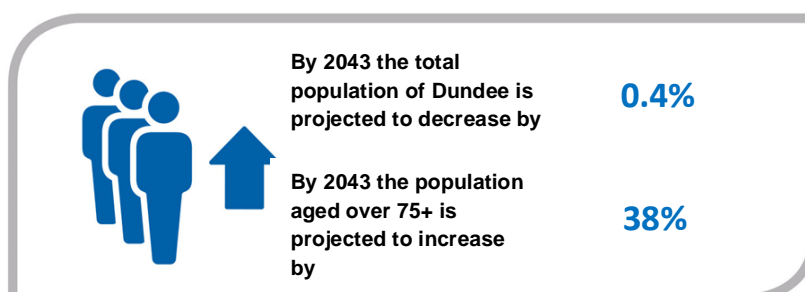 By 2043 the total
population of Dundee is
projected to decrease by
0.4%
By 2043 the population
aged over 75+ is
projected to increase
by
38%